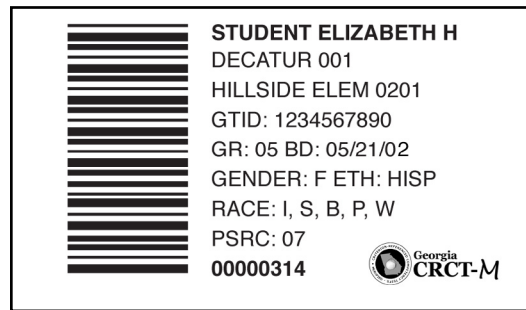 STUDENT ELIZABETH H
DECATUR 001
HILLSIDE ELEM 0201
GTID: 1234567890
GR: 05 BD: 05/21/02
GENDER: F ETH: HISP
RACE: I, S, B, P, W
PSRC: 07
00000314
Georgia
CRCT-M